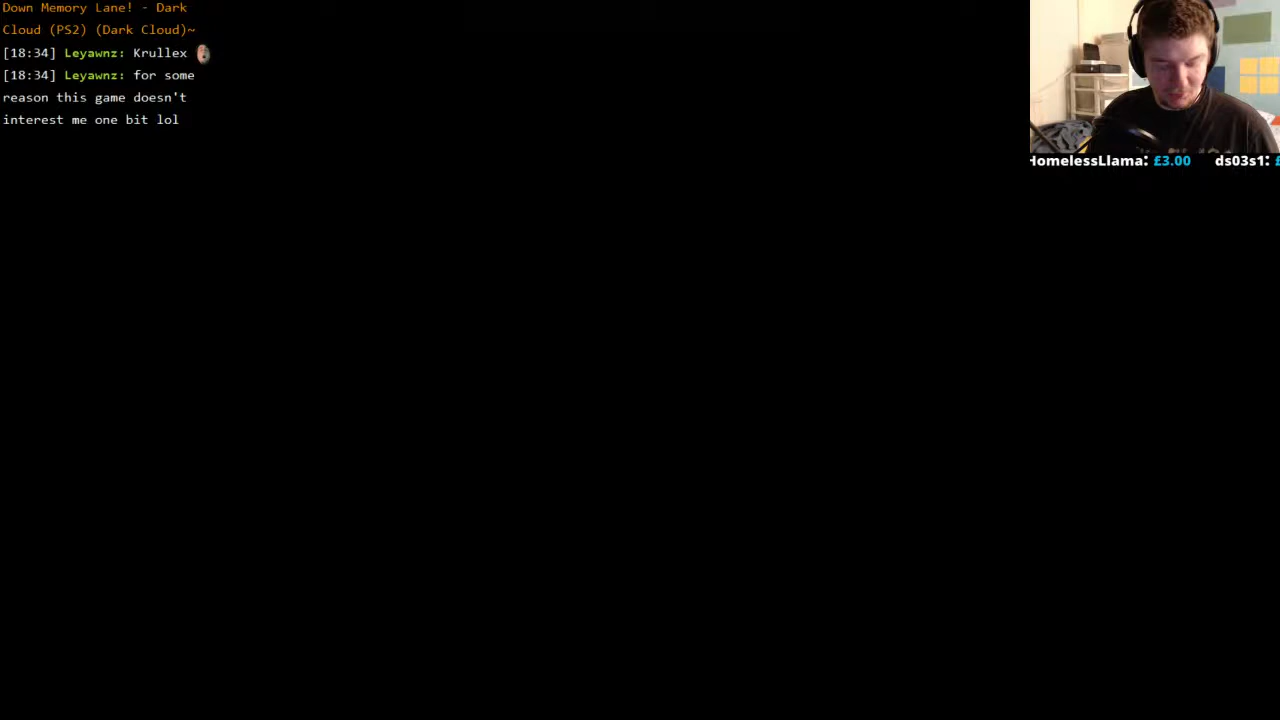 Down Memory Lane! - Dark
Cloud (PS2) (Dark Cloud)~
[18:34] Leyawnz: Krullex
[18:34] Leyawnz: for some
reason this game doesn't
interest me one bit lol
HomelessLlama: £3.00 ds03s1: £